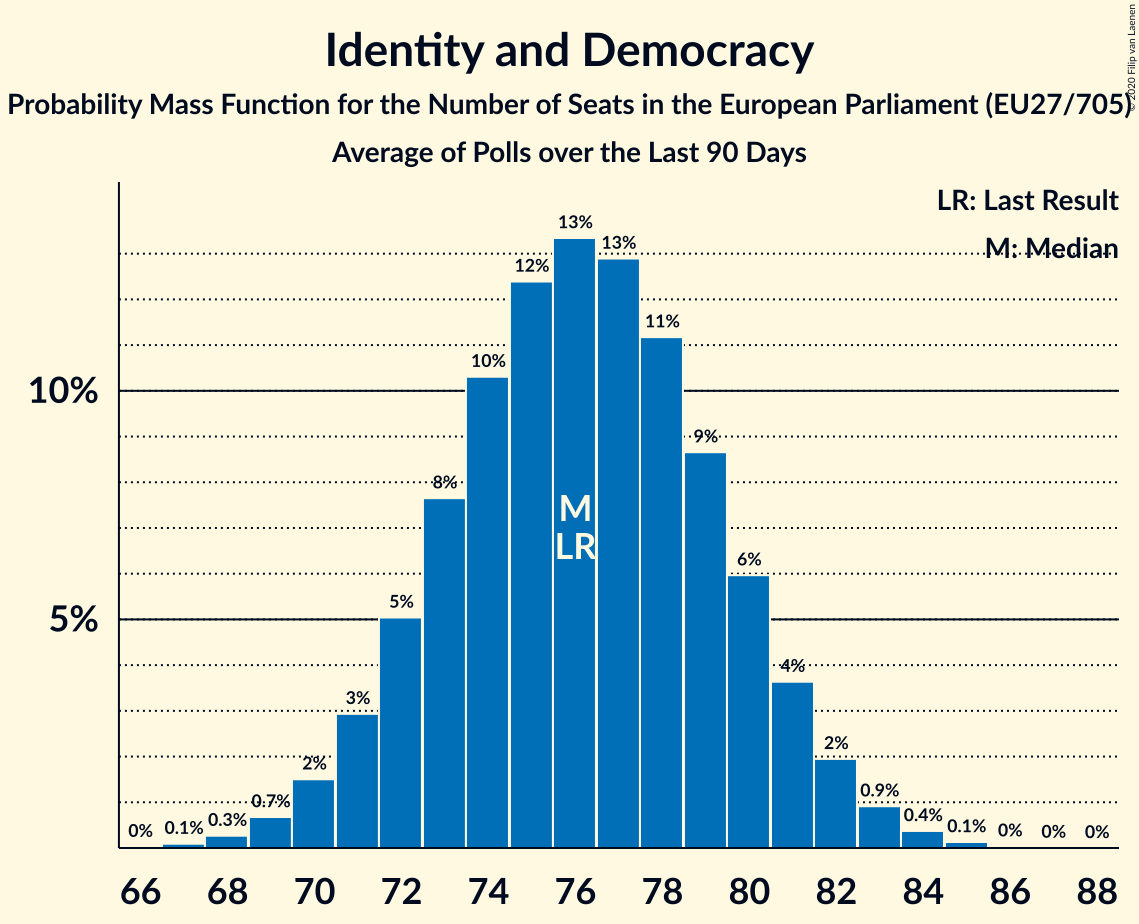 © 2020 Filip van Laenen
Identity and Democracy
Probability Mass Function for the Number of Seats in the European Parliament (EU27/705)
Average of Polls over the Last 90 Days
LR: Last Result
M: Median
10%
5%
0%
0.1%
0.3%
0.7%
2%
3%
5%
8%
10%
12%
13%
13%
11%
9%
6%
4%
2%
0.9%
0.4%
0.1%
0%
0%
0%
M
LR
66 68 70 72 74 76 78 80 82 84 86 88